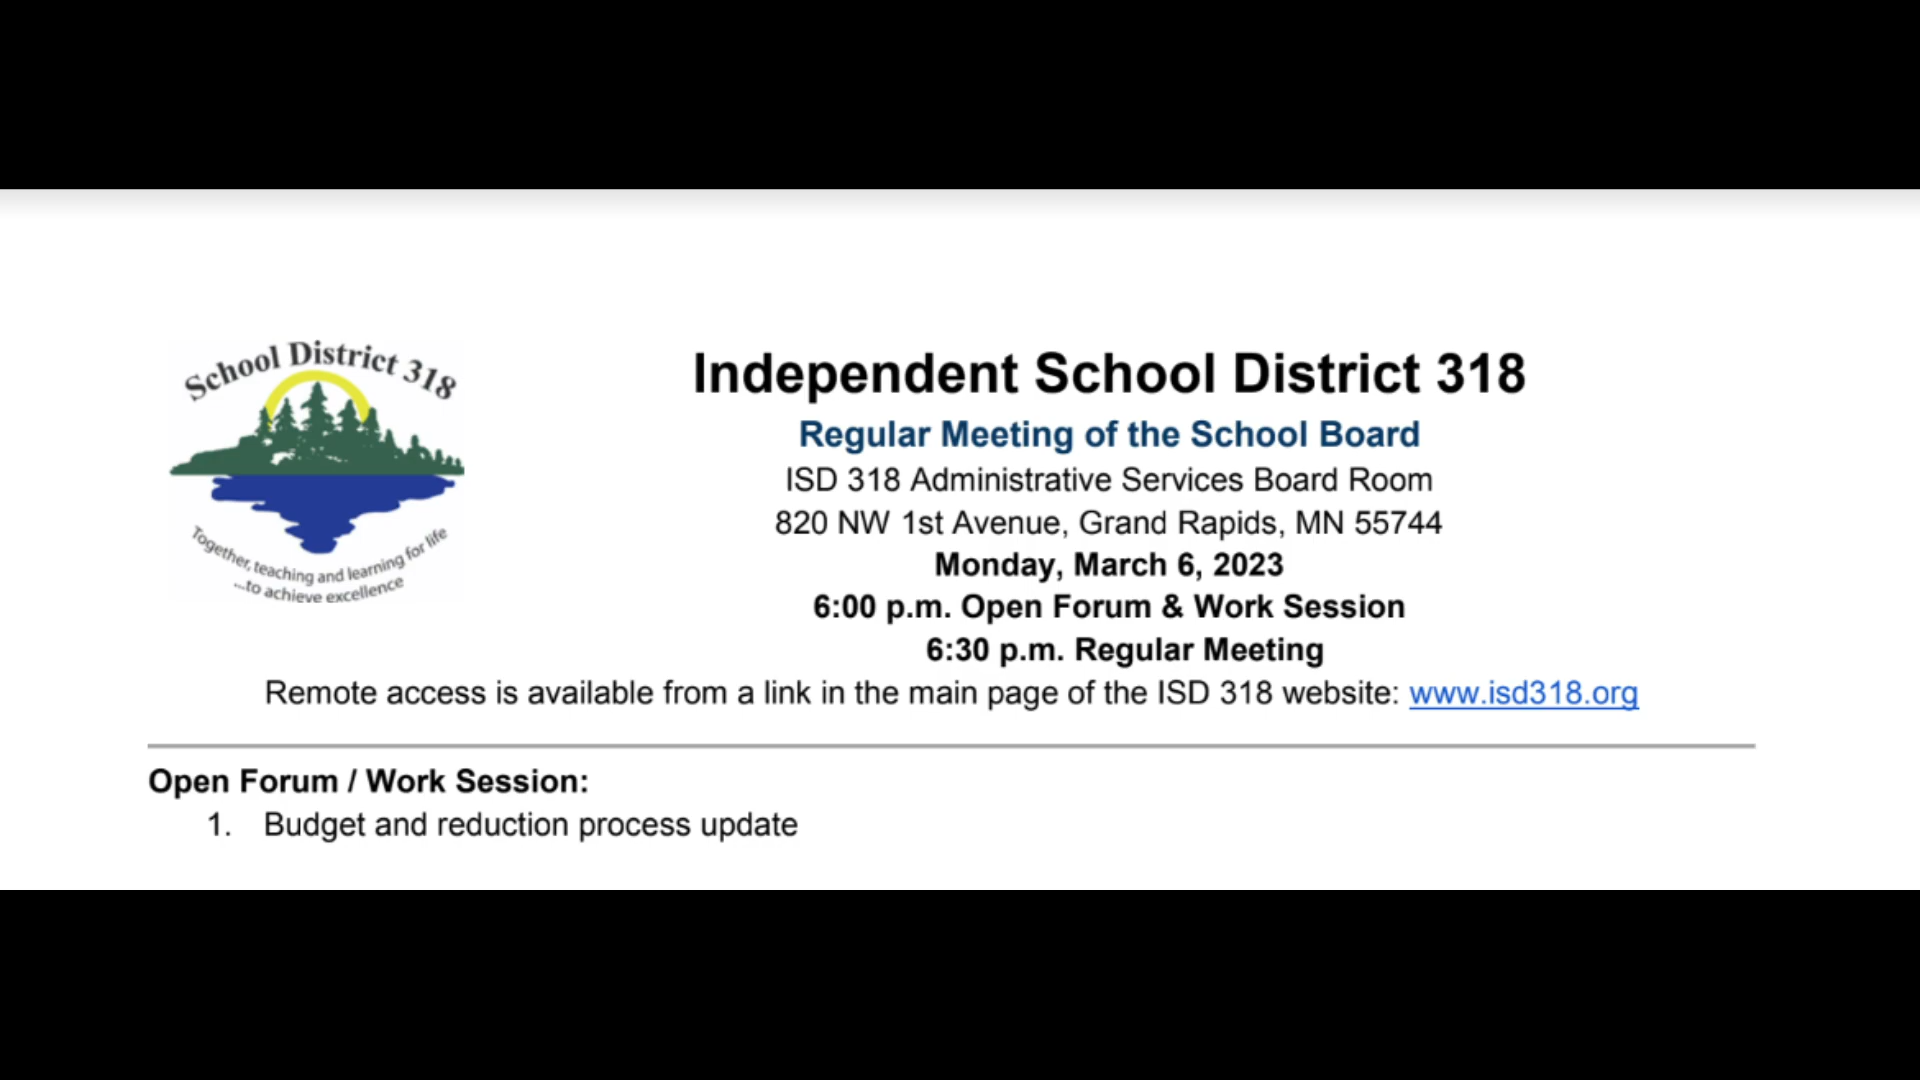 School District 318
Together, teaching and learning for life
...to achieve excellence
Independent School District 318
Regular Meeting of the School Board
ISD 318 Administrative Services Board Room
820 NW 1st Avenue, Grand Rapids, MN 55744
Monday, March 6, 2023
6:00 p.m. Open Forum & Work Session
6:30 p.m. Regular Meeting
Remote access is available from a link in the main page of the ISD 318 website: www.isd318.org
Open Forum / Work Session:
1. Budget and reduction process update